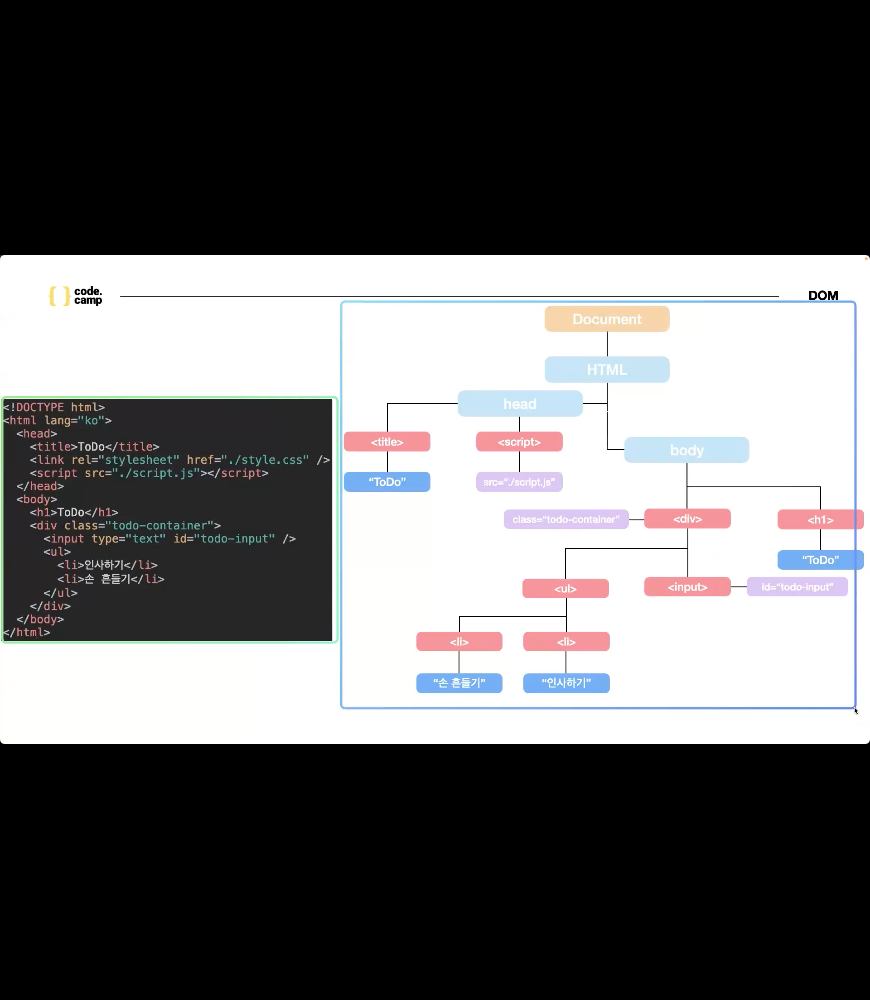 code.
camp
DOM
<!DOCTYPE html>
<html lang="ko">
<head>
<title>ToDo</title>
<link rel="stylesheet" href="./style.css" />
<script src="./script.js"></script>
</head>
<body>
<h1>ToDo</h1>
<div class="todo-container">
<input type="text" id="todo-input" />
<ul>
<li>인사하기</li>
<li>손 흔들기</li>
</ul>
</div>
</body>
</html>
Document
HTML
head
<title>
<script>
body
“ToDo”
src=“./script.js”
class=“todo-container”
<div>
<h1>
“ToDo”
<ul>
<input>
id=“todo-input”
<li>
<li>
“손 흔들기”
“인사하기”